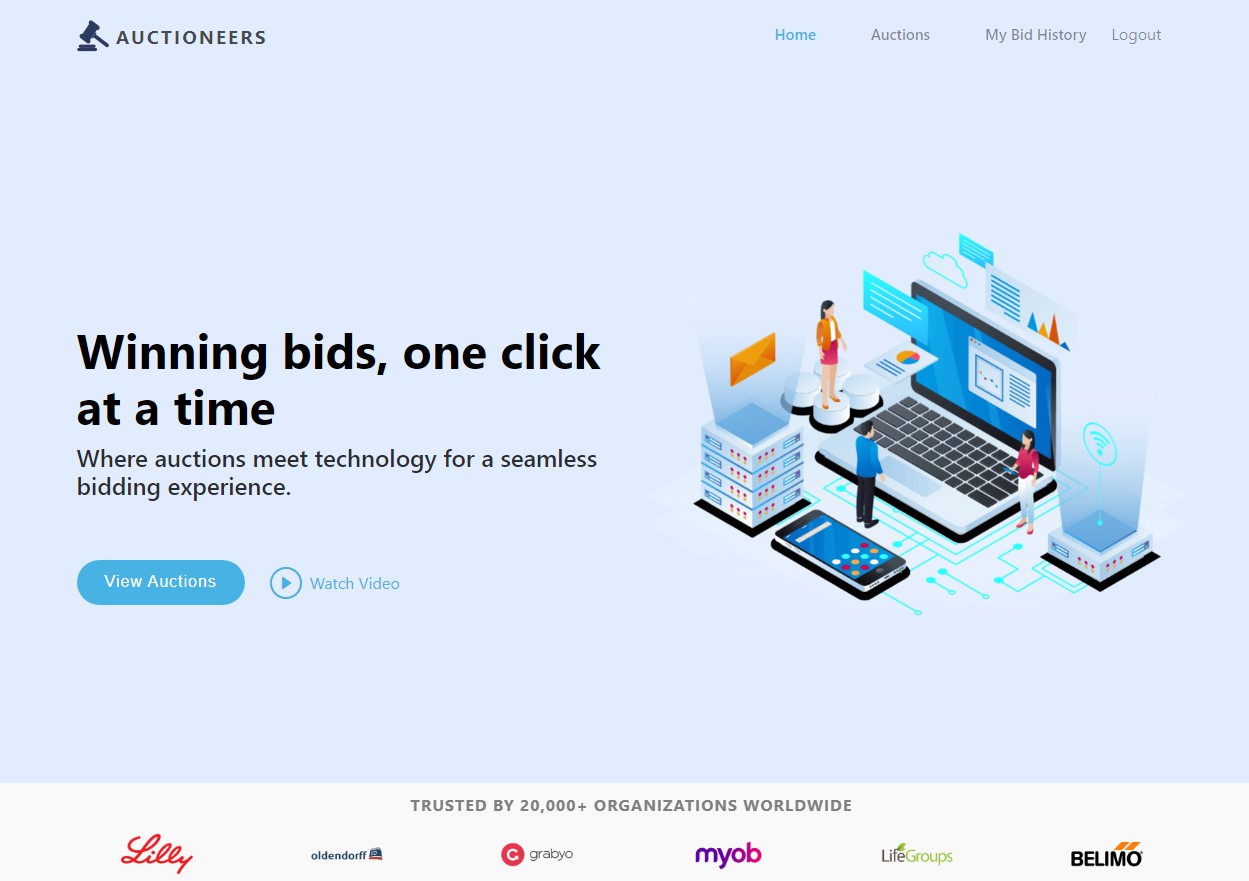 AUCTIONEERS
Home Auctions My Bid History Logout
Winning bids, one click
at a time
Where auctions meet technology for a seamless
bidding experience.
View Auctions Watch Video
TRUSTED BY 20,000+ ORGANIZATIONS WORLDWIDE
Lilly oldendorff grabyo myob LifeGroups BELIMO